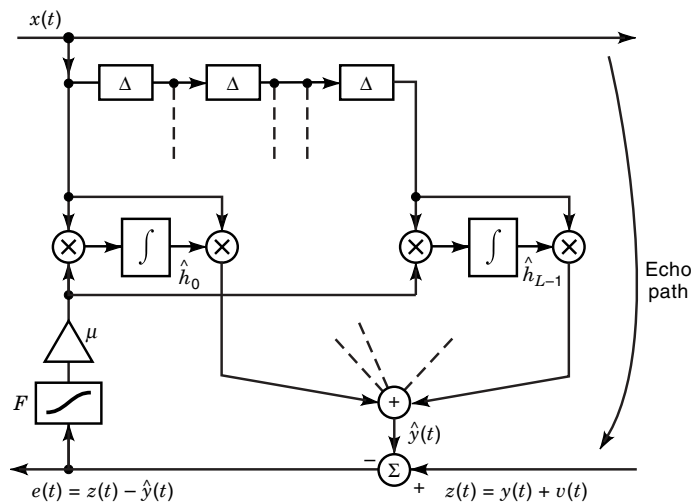 x(t)
Δ Δ Δ
× ∫ × × ∫ ×
ĥ0 ĥL−1
Echo
path
μ
F
+
ŷ(t)
−
Σ
+
e(t) = z(t) − ŷ(t)
z(t) = y(t) + v(t)